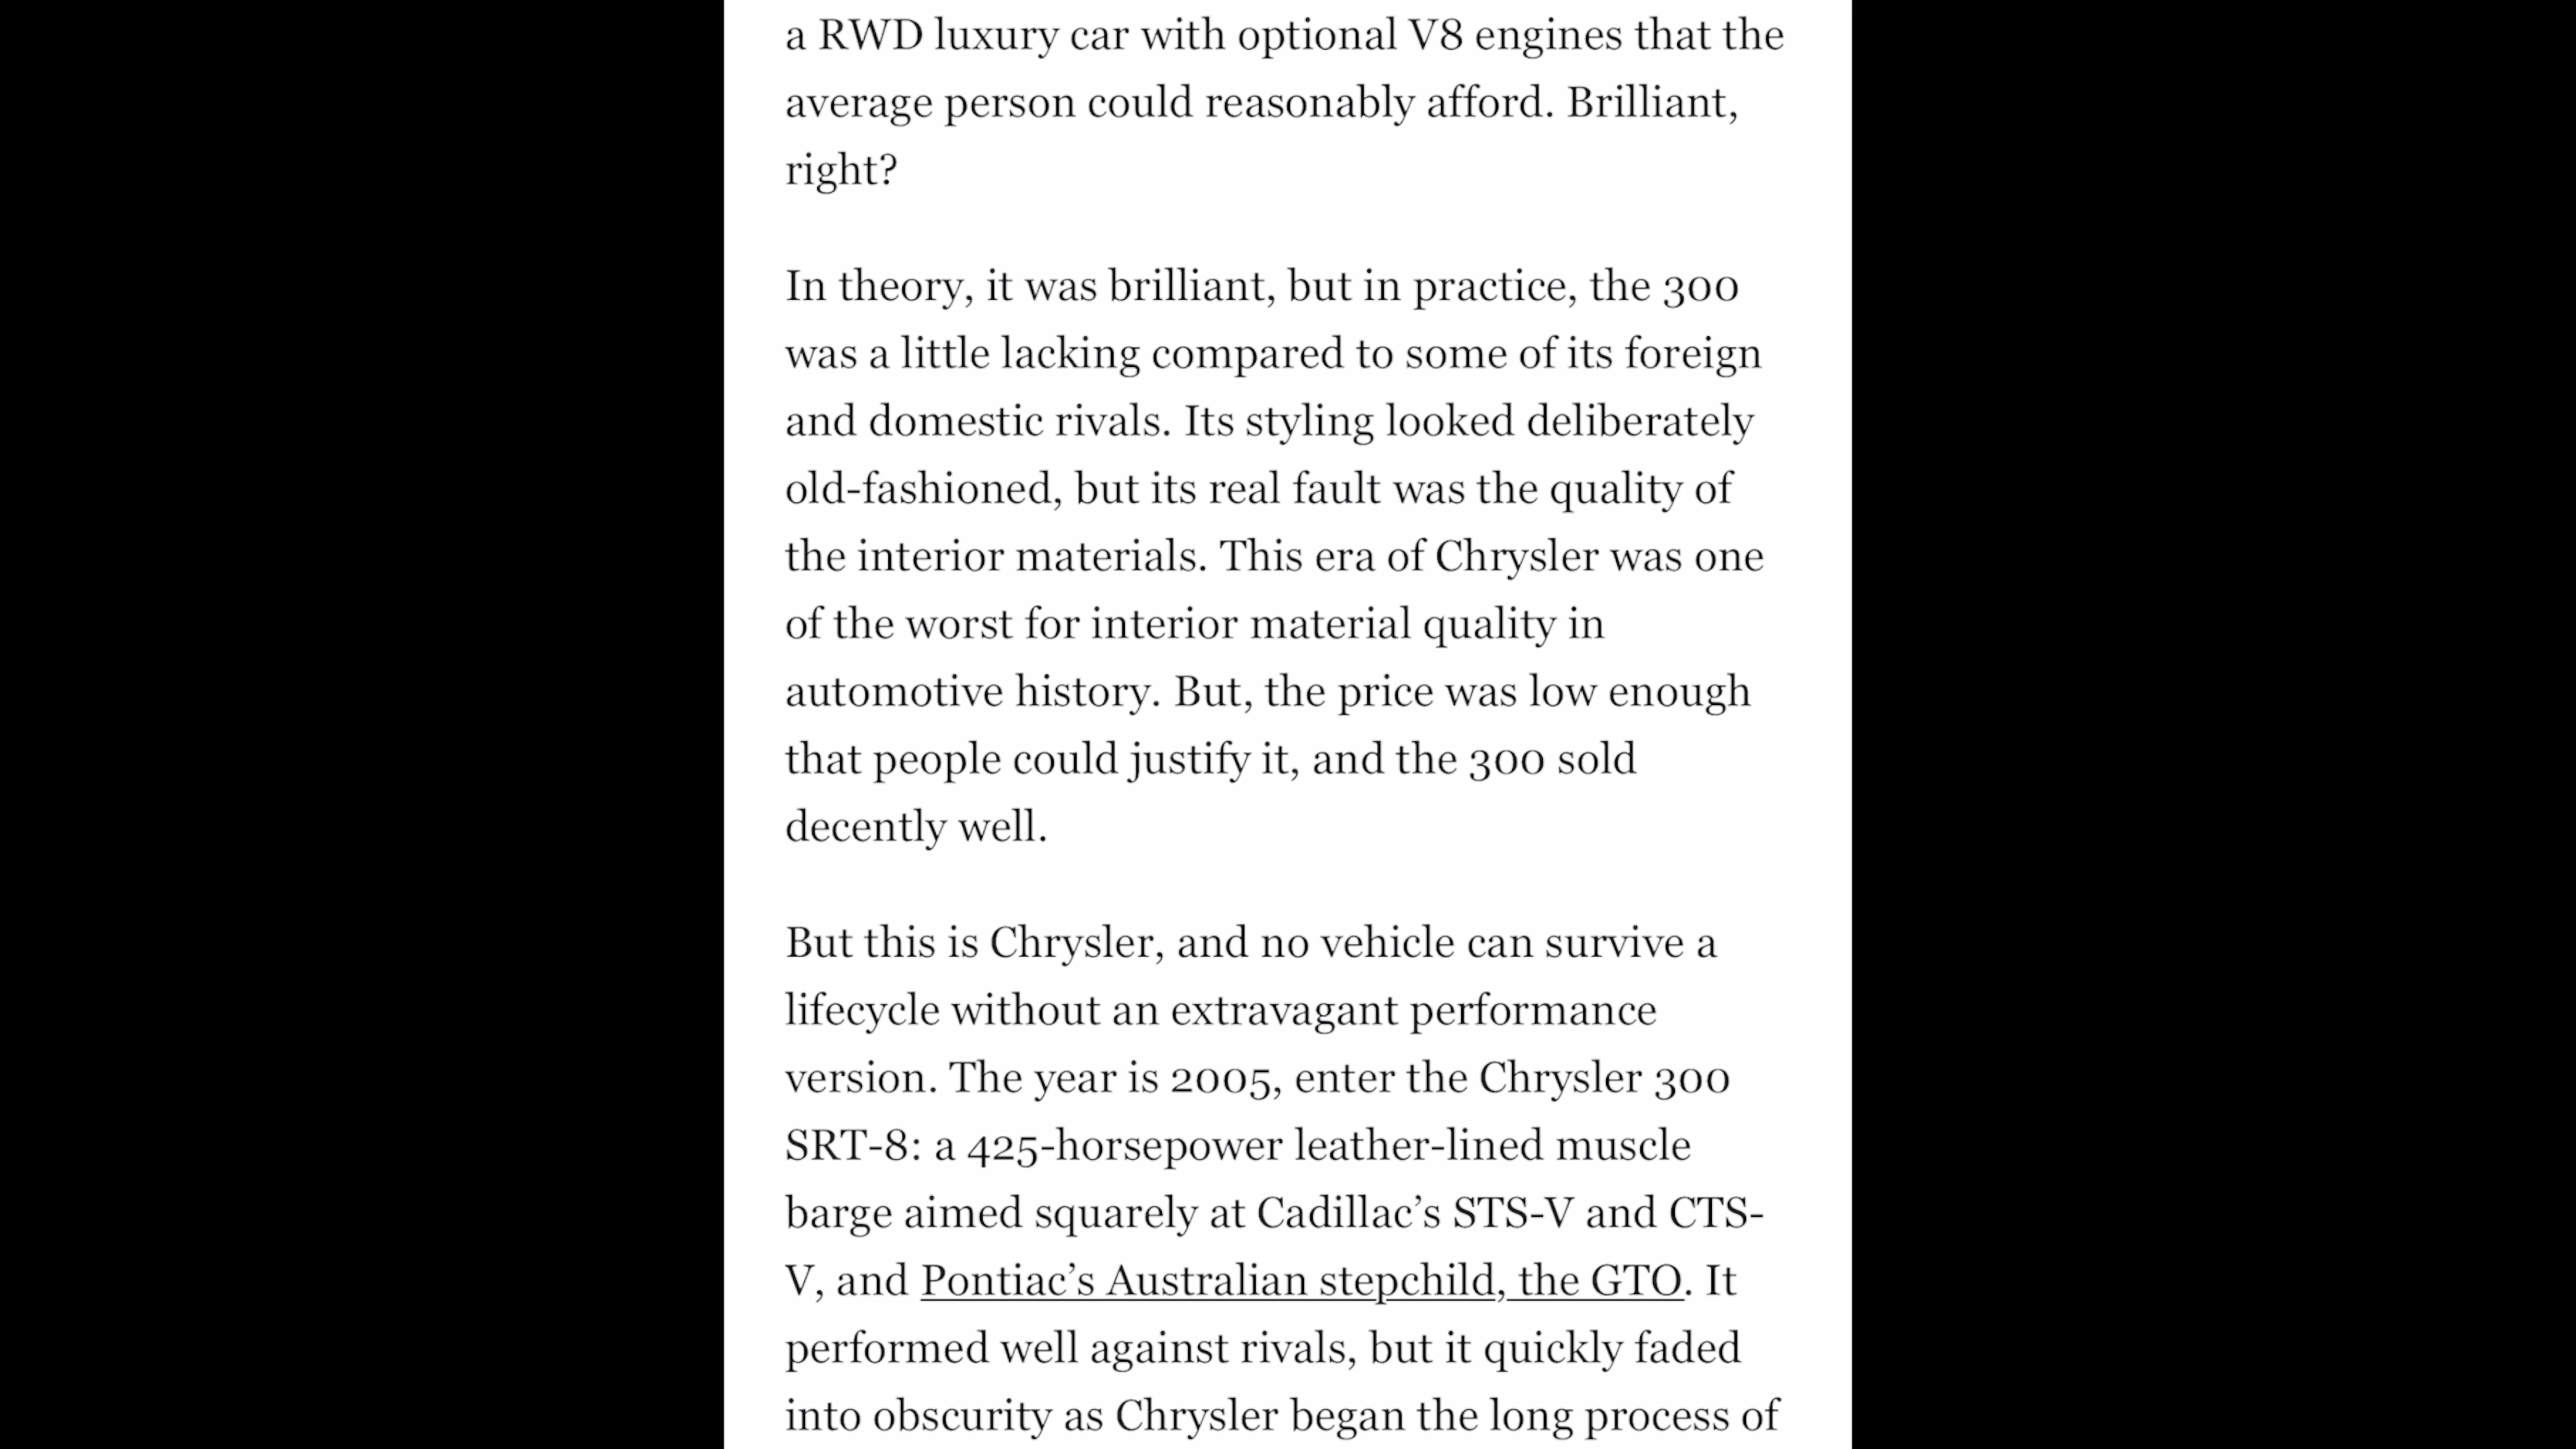 a RWD luxury car with optional V8 engines that the
average person could reasonably afford. Brilliant,
right?
In theory, it was brilliant, but in practice, the 300
was a little lacking compared to some of its foreign
and domestic rivals. Its styling looked deliberately
old-fashioned, but its real fault was the quality of
the interior materials. This era of Chrysler was one
of the worst for interior material quality in
automotive history. But, the price was low enough
that people could justify it, and the 300 sold
decently well.
But this is Chrysler, and no vehicle can survive a
lifecycle without an extravagant performance
version. The year is 2005, enter the Chrysler 300
SRT-8: a 425-horsepower leather-lined muscle
barge aimed squarely at Cadillac’s STS-V and CTS-
V, and Pontiac’s Australian stepchild, the GTO. It
performed well against rivals, but it quickly faded
into obscurity as Chrysler began the long process of